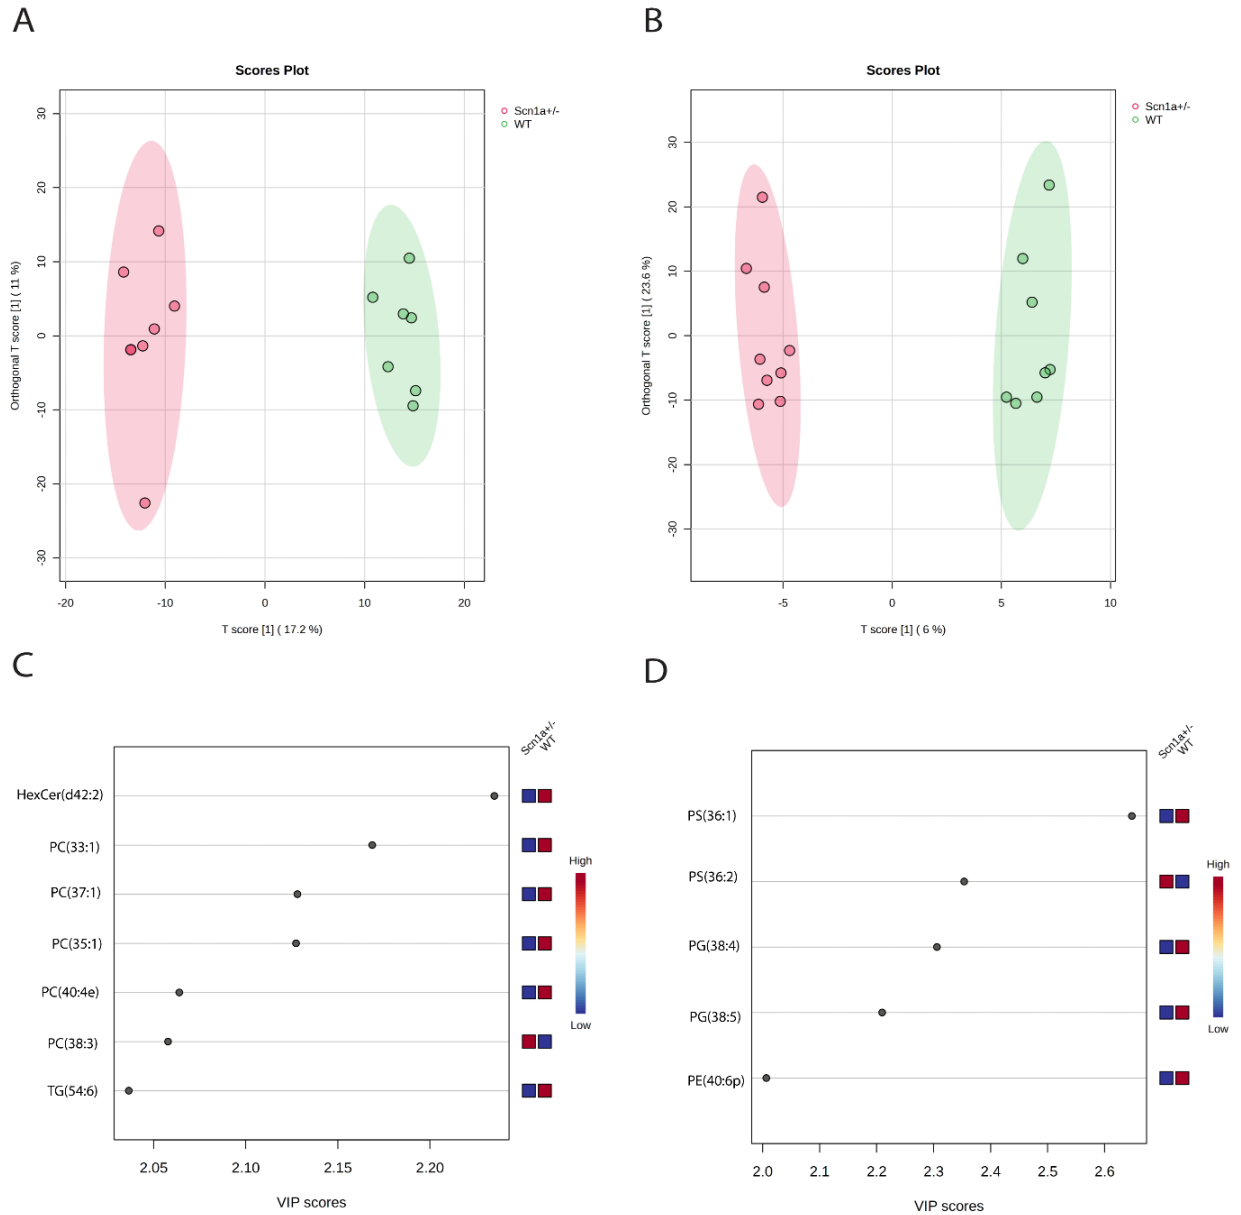 A
Scores Plot
Scn1a+/-
WT
30
20
10
0
-10
-20
-30
Orthogonal T score [1] ( 11 %)
-20
-10
0
10
20
T score [1] ( 17.2 %)
B
Scores Plot
Scn1a+/-
WT
30
20
10
0
-10
-20
-30
Orthogonal T score [1] ( 23.6 %)
-5
0
5
10
T score [1] ( 6 %)
C
Scn1a+/-
WT
HexCer(d42:2)
PC(33:1)
PC(37:1)
PC(35:1)
PC(40:4e)
PC(38:3)
TG(54:6)
High
Low
2.05
2.10
2.15
2.20
VIP scores
D
Scn1a+/-
WT
PS(36:1)
PS(36:2)
PG(38:4)
PG(38:5)
PE(40:6p)
High
Low
2.0
2.1
2.2
2.3
2.4
2.5
2.6
VIP scores